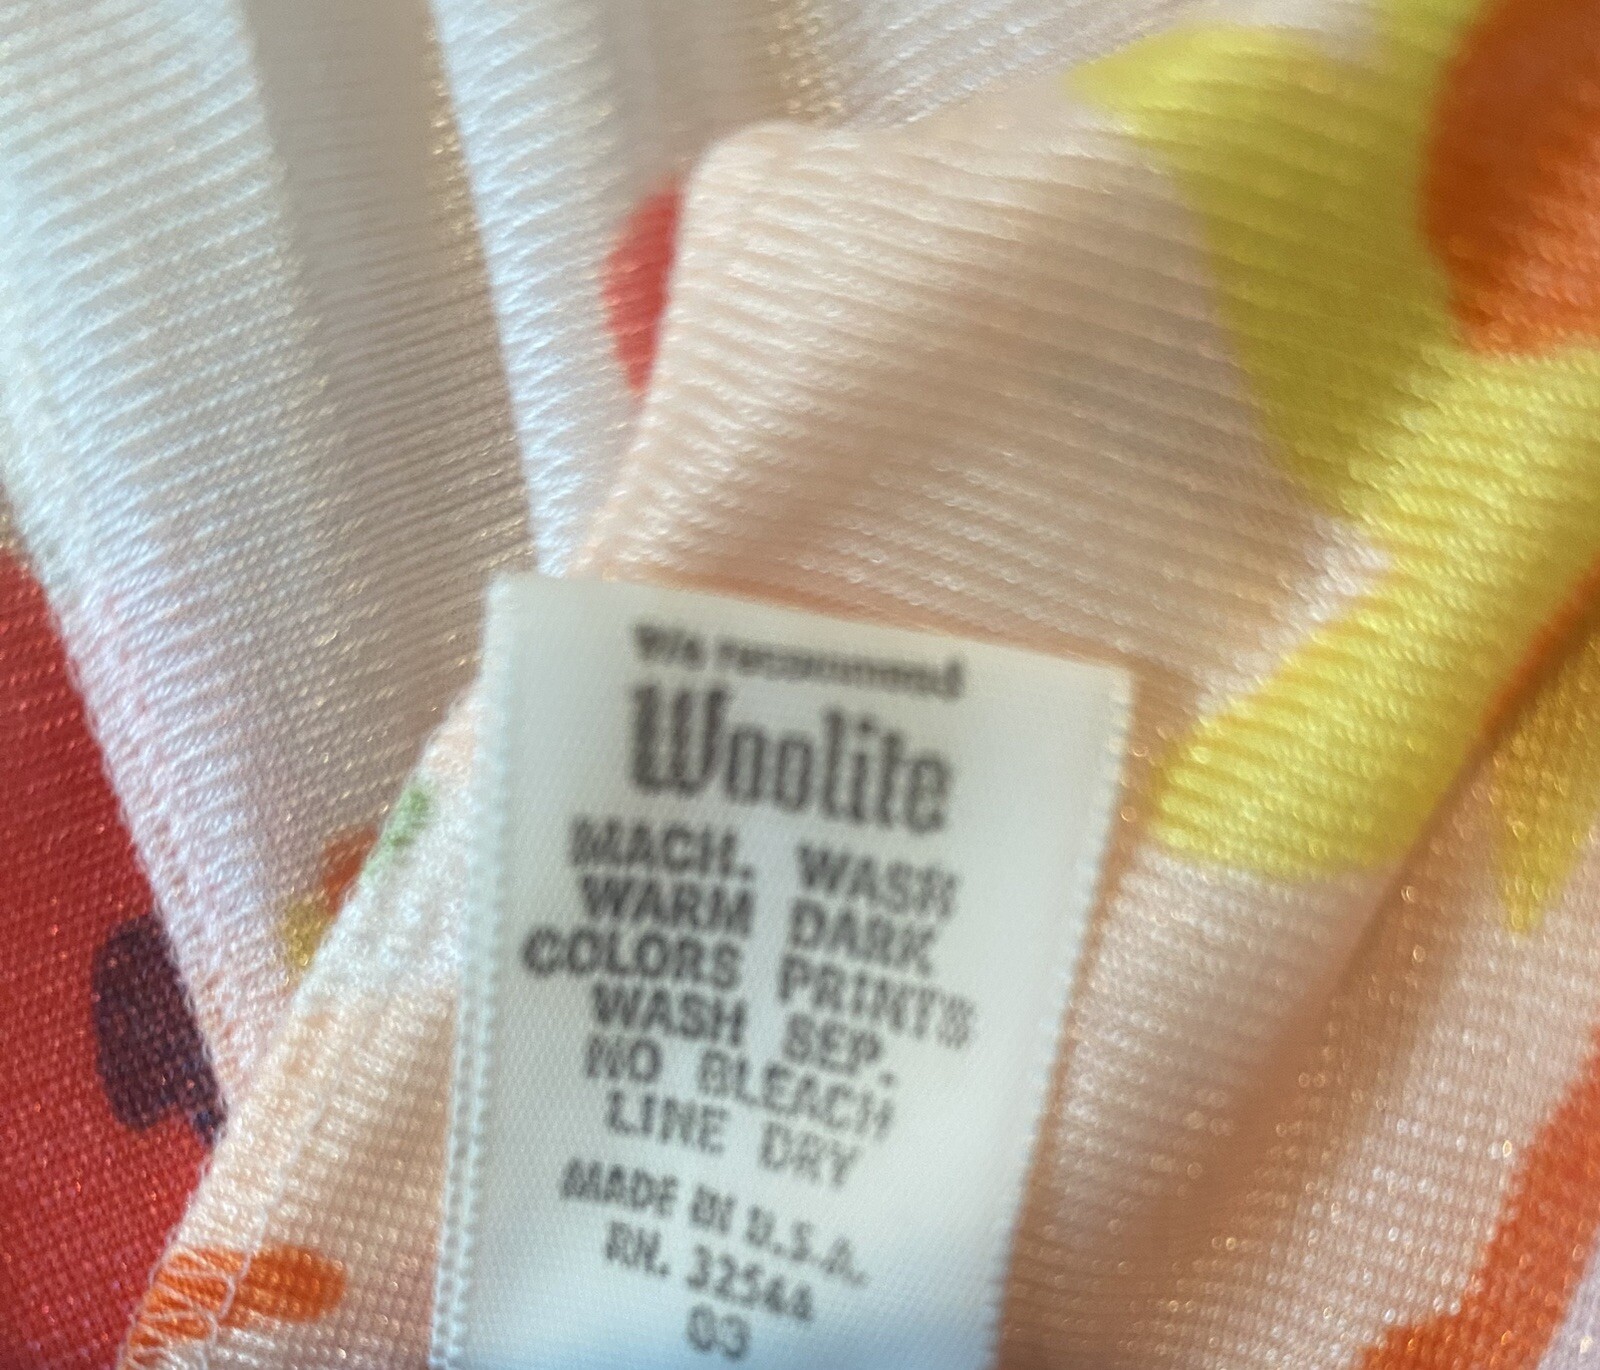 We recommend
Woolite
MACH. WASH
WARM DARK
COLORS PRINTS
WASH SEP.
NO BLEACH
LINE DRY
MADE IN U.S.A.
RN. 32544
03